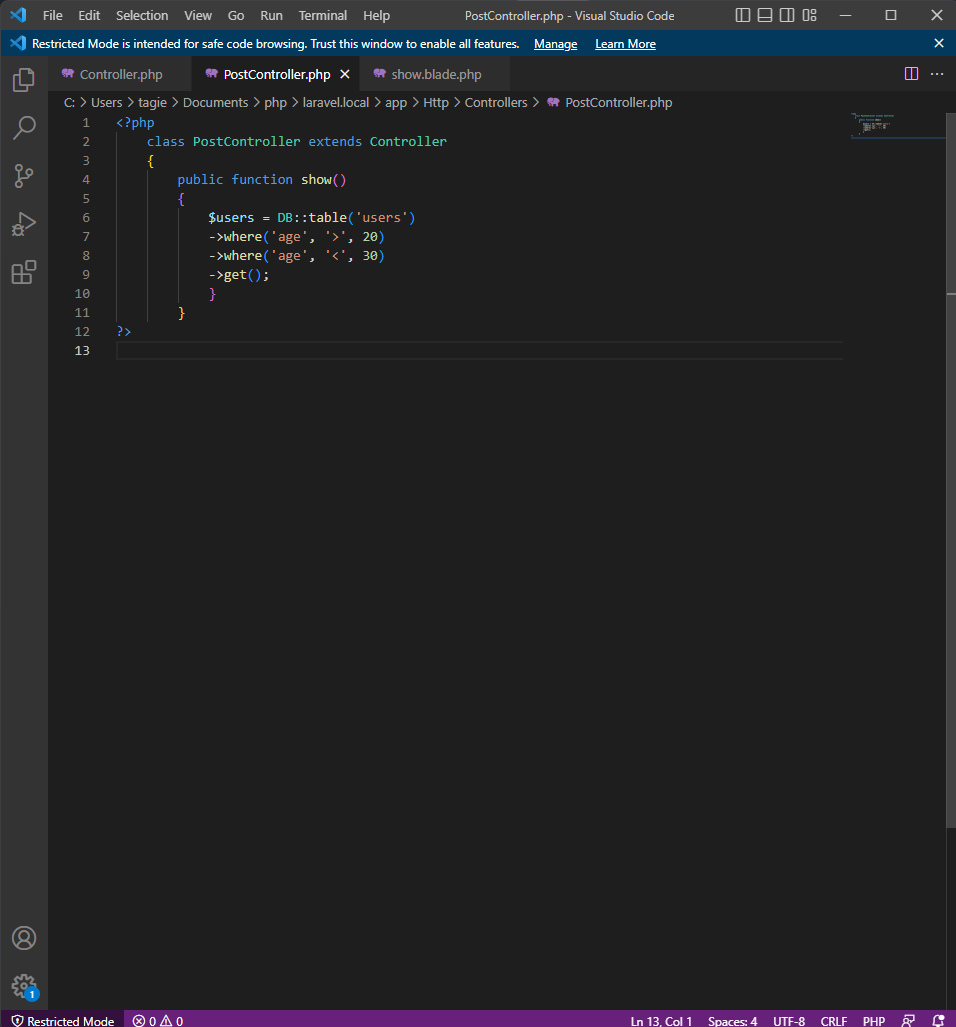 File Edit Selection View Go Run Terminal Help PostController.php - Visual Studio Code
Restricted Mode is intended for safe code browsing. Trust this window to enable all features. Manage Learn More
Controller.php PostController.php show.blade.php
C: > Users > tagie > Documents > php > laravel.local > app > Http > Controllers > PostController.php
1 <?php
2 class PostController extends Controller
3 {
4 public function show()
5 {
6 $users = DB::table('users')
7 ->where('age', '>', 20)
8 ->where('age', '<', 30)
9 ->get();
10 }
11 }
12 ?>
13
1
Restricted Mode 0 0 Ln 13, Col 1 Spaces: 4 UTF-8 CRLF PHP